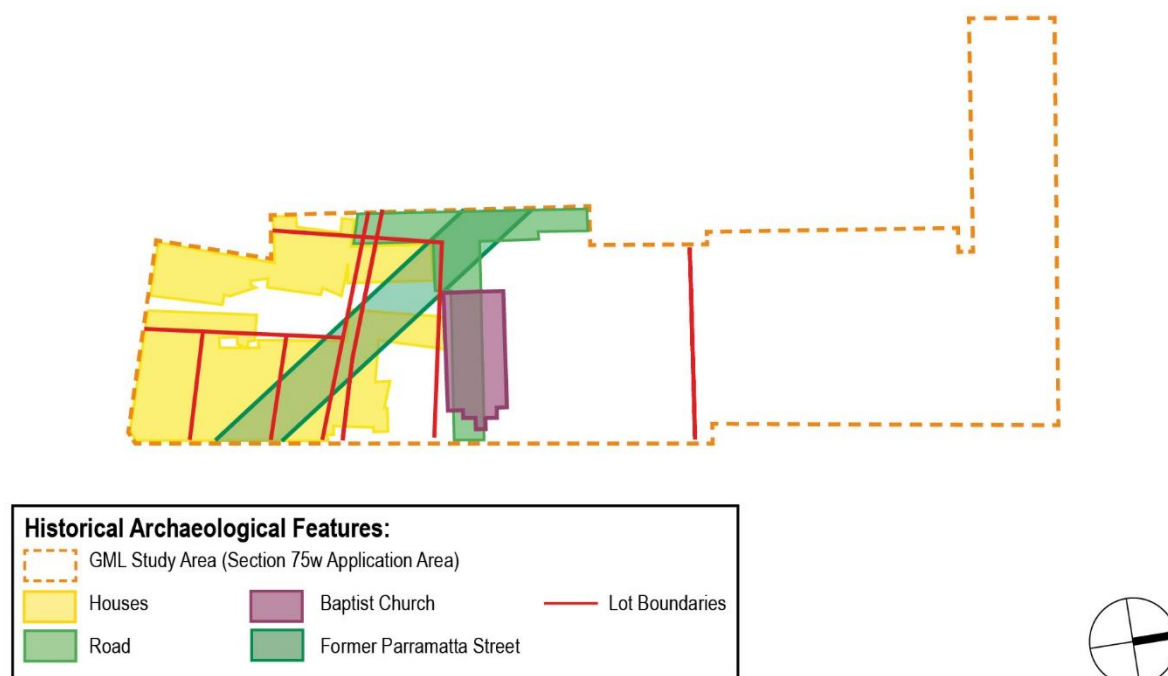 Historical Archaeological Features:
GML Study Area (Section 75w Application Area)
Houses
Baptist Church
Lot Boundaries
Road
Former Parramatta Street